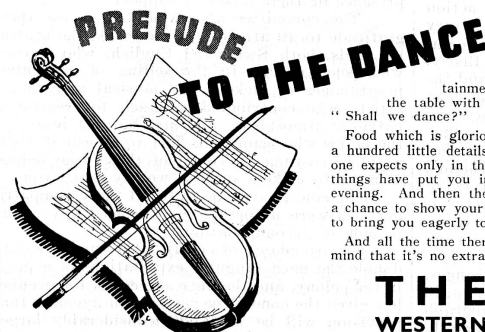 PRELUDE
TO THE DANCE
tainme
the table with
" Shall we dance?"
Food which is glorio
a hundred little details
one expects only in th
things have put you i
evening. And then the
a chance to show your
to bring you eagerly to
And all the time ther
mind that it's no extra
THE
WESTERN